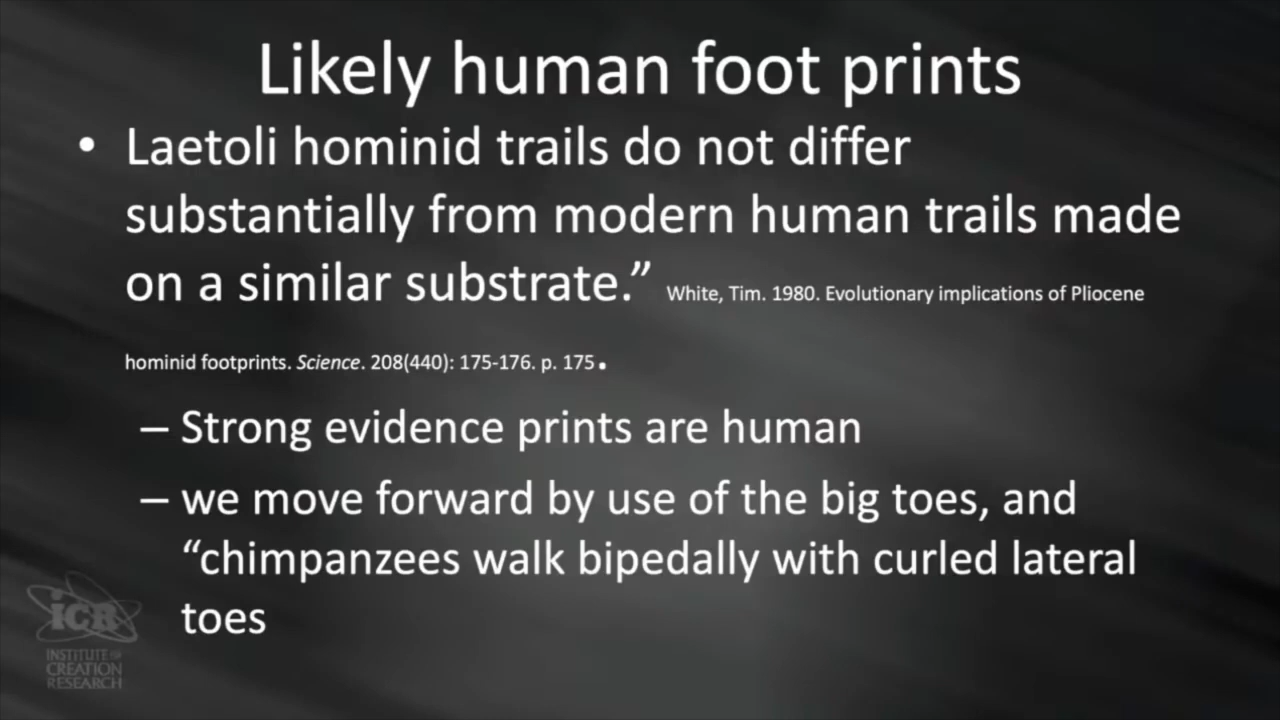 Likely human foot prints
• Laetoli hominid trails do not differ
substantially from modern human trails made
on a similar substrate.” White, Tim. 1980. Evolutionary implications of Pliocene
hominid footprints. Science. 208(440): 175-176. p. 175.
– Strong evidence prints are human
– we move forward by use of the big toes, and
“chimpanzees walk bipedally with curled lateral
toes
iCR
INSTITUTE OF
CREATION
RESEARCH